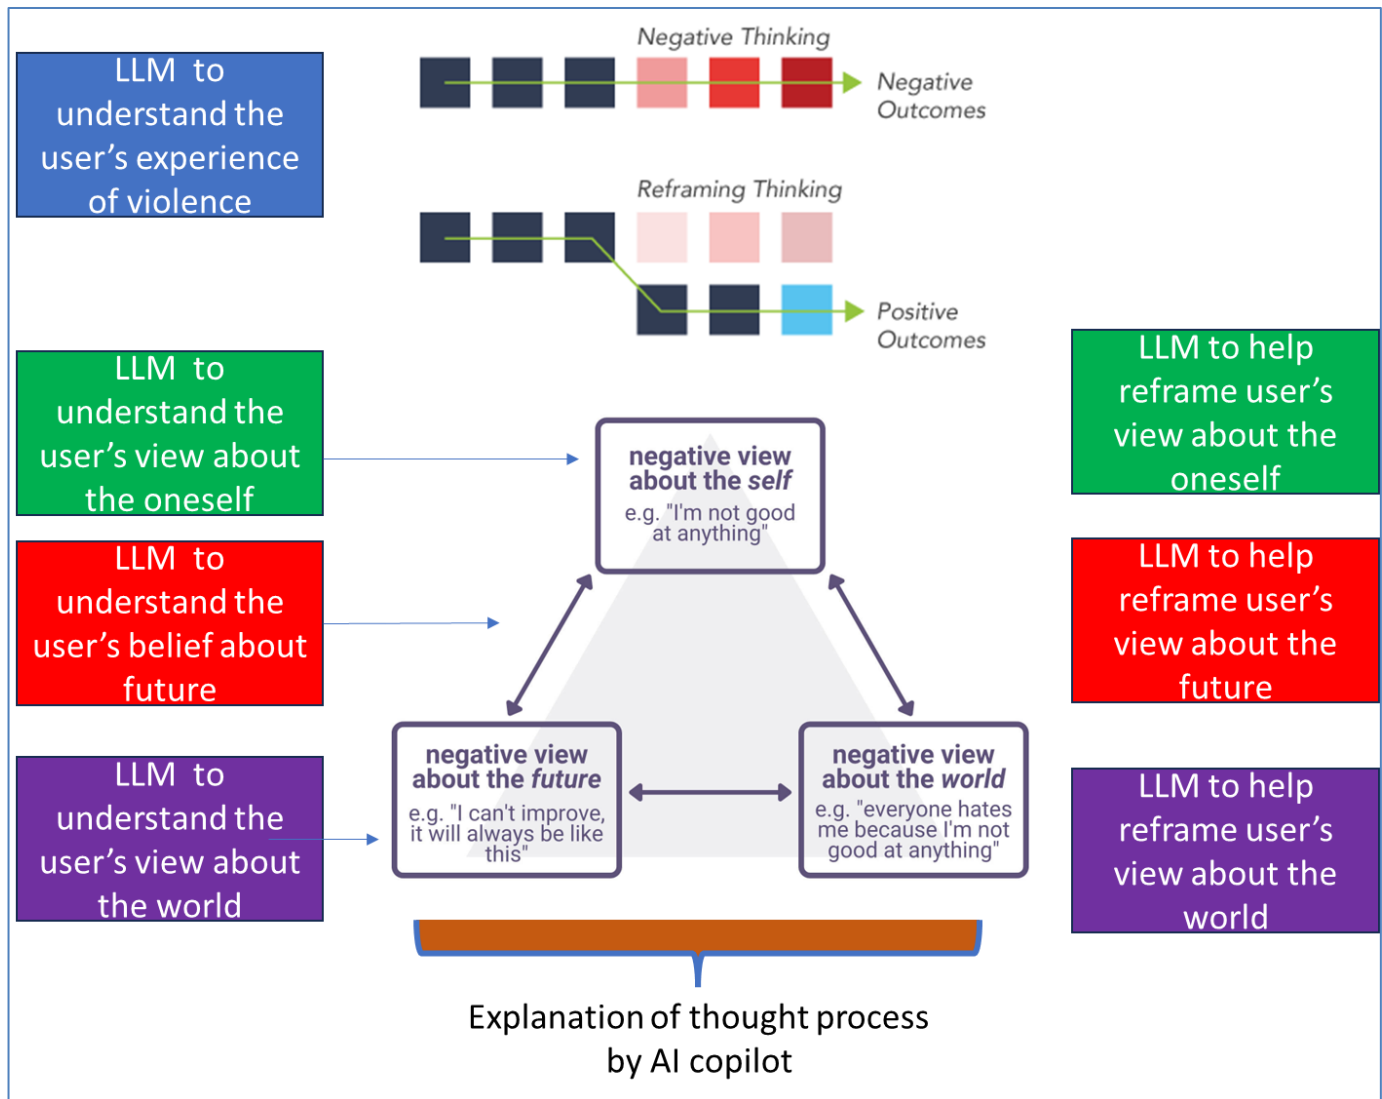 Negative Thinking
Negative
Outcomes
LLM to
understand the
user's experience
of violence
Reframing Thinking
Positive
Outcomes
LLM to
understand the
user's view about
the oneself
negative view
about the self
e.g. "I'm not good
at anything"
LLM to help
reframe user's
view about the
oneself
LLM to
understand the
user's belief about
future
LLM to help
reframe user's
view about the
future
LLM to
understand the
user's view about
the world
negative view
about the future
e.g. "I can't improve,
it will always be like
this"
negative view
about the world
e.g. "everyone hates
me because I'm not
good at anything"
LLM to help
reframe user's
view about the
world
Explanation of thought process
by AI copilot